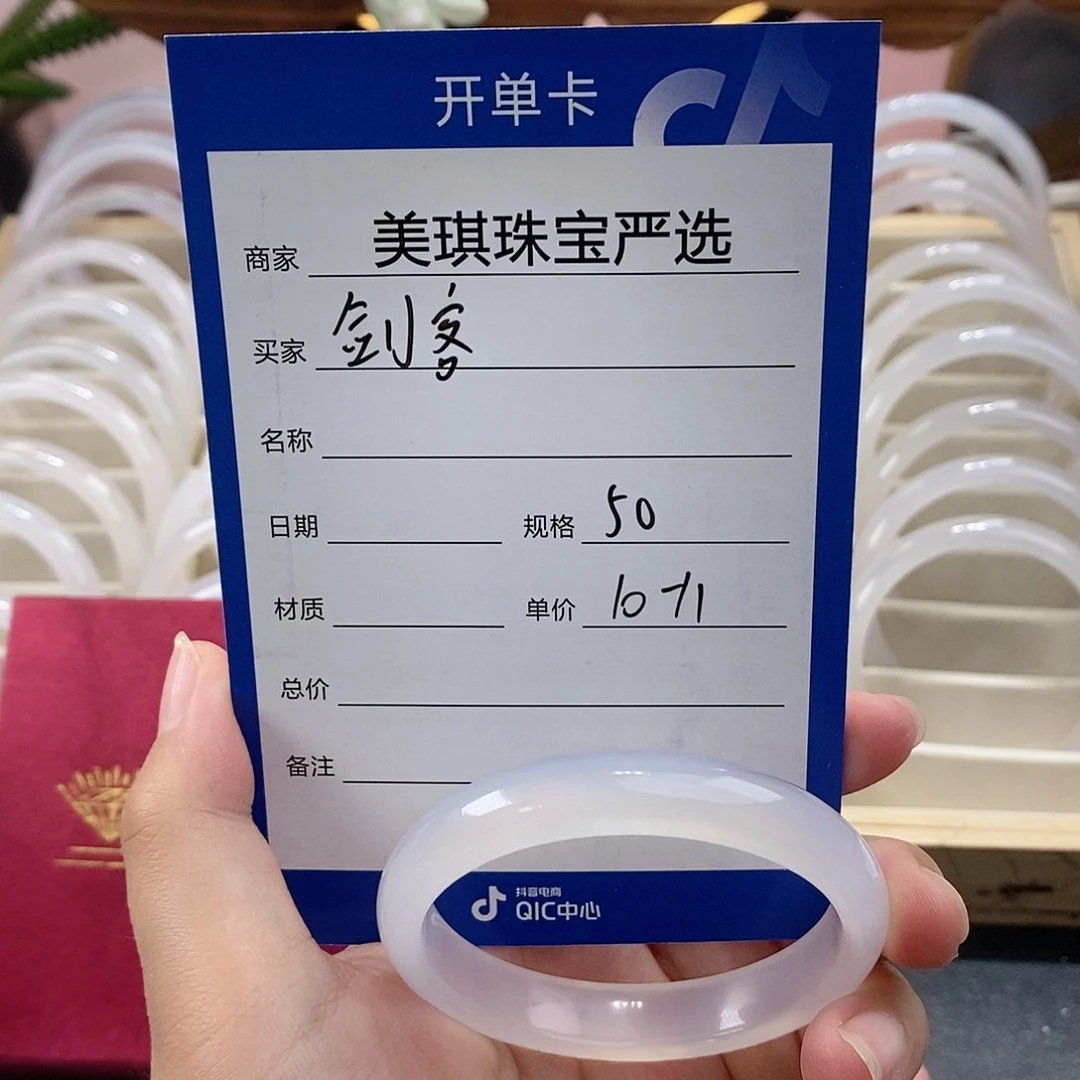 开单卡
商家 美琪珠宝严选
买家 剑客
名称
日期 规格 50
材质 单价
总价
备注
抖音电商
QIC中心